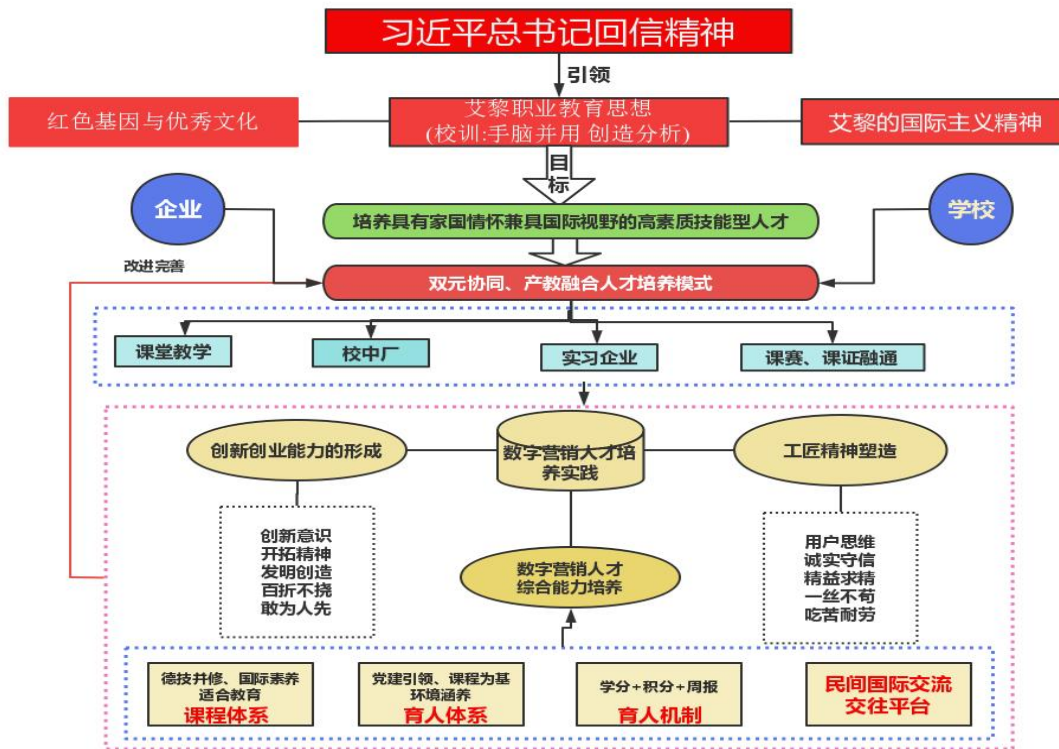 习近平总书记回信精神
引领
红色基因与优秀文化
艾黎职业教育思想
(校训:手脑并用 创造分析)
艾黎的国际主义精神
目
标
企业
学校
培养具有家国情怀兼具国际视野的高素质技能型人才
改进完善
双元协同、产教融合人才培养模式
课堂教学
校中厂
实习企业
课赛、课证融通
创新创业能力的形成
数字营销人才培
养实践
工匠精神塑造
创新意识
开拓精神
发明创造
百折不挠
敢为人先
数字营销人才
综合能力培养
用户思维
诚实守信
精益求精
一丝不苟
吃苦耐劳
德技并修、国际素养
适合教育
课程体系
党建引领、课程为基
环境涵养
育人体系
学分+积分+周报
育人机制
民间国际交流
交往平台